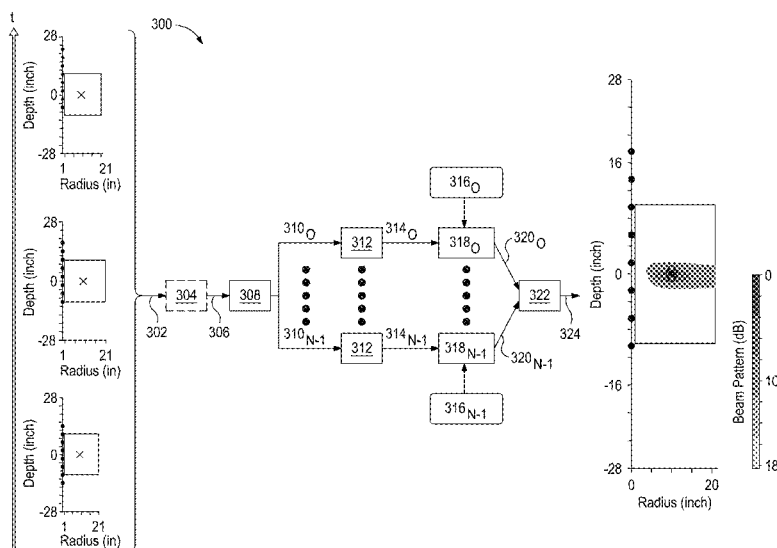 t
300
28
0
-28
Depth (inch)
1 21
Radius (in)
28
0
-28
Depth (inch)
1 21
Radius (in)
28
0
-28
Depth (inch)
1 21
Radius (in)
302
304
306
308
310O
312
314O
316O
318O
320O
310N-1
312
314N-1
318N-1
320N-1
316N-1
322
324
28
16
0
-16
-28
Depth (inch)
0 20
Radius (inch)
0
10
18
Beam Pattern (dB)